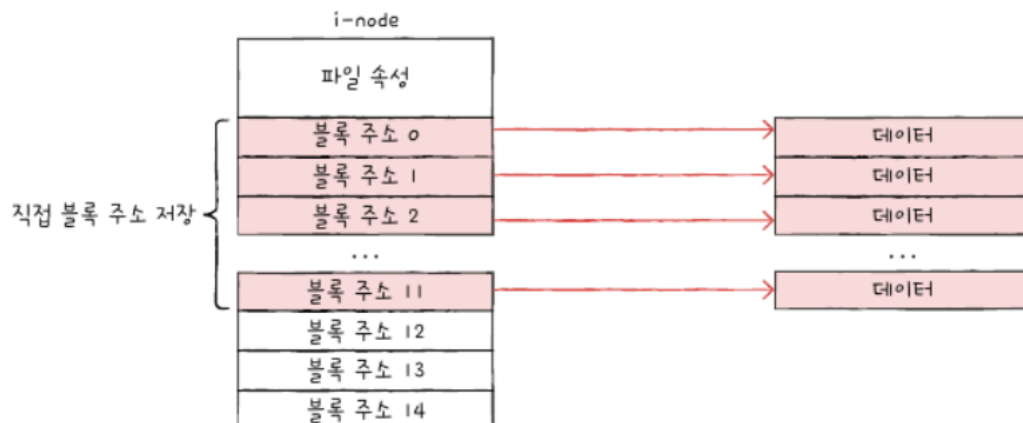 i-node
파일 속성
블록 주소 0
데이터
블록 주소 1
데이터
직접 블록 주소 저장
블록 주소 2
데이터
...
...
블록 주소 11
데이터
블록 주소 12
블록 주소 13
블록 주소 14